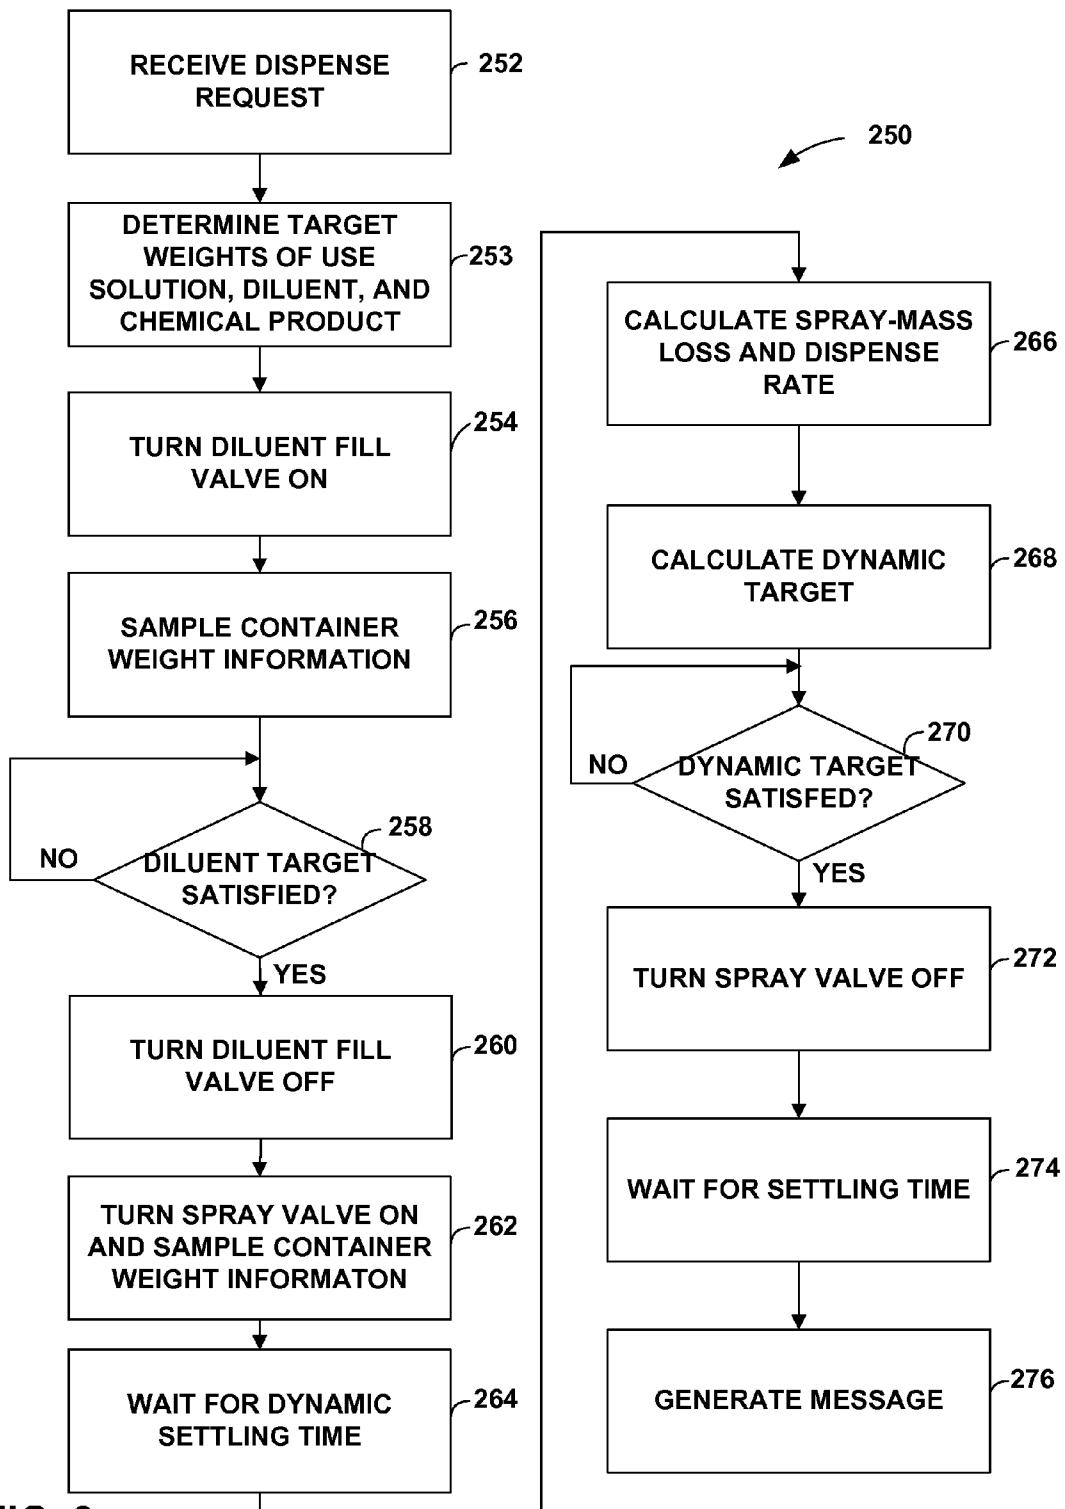 RECEIVE DISPENSE
REQUEST
252
DETERMINE TARGET
WEIGHTS OF USE
SOLUTION, DILUENT, AND
CHEMICAL PRODUCT
253
TURN DILUENT FILL
VALVE ON
254
SAMPLE CONTAINER
WEIGHT INFORMATION
256
DILUENT TARGET
SATISFIED?
258
NO
YES
TURN DILUENT FILL
VALVE OFF
260
TURN SPRAY VALVE ON
AND SAMPLE CONTAINER
WEIGHT INFORMATON
262
WAIT FOR DYNAMIC
SETTLING TIME
264
250
CALCULATE SPRAY-MASS
LOSS AND DISPENSE
RATE
266
CALCULATE DYNAMIC
TARGET
268
DYNAMIC TARGET
SATISFED?
270
NO
YES
TURN SPRAY VALVE OFF
272
WAIT FOR SETTLING TIME
274
GENERATE MESSAGE
276